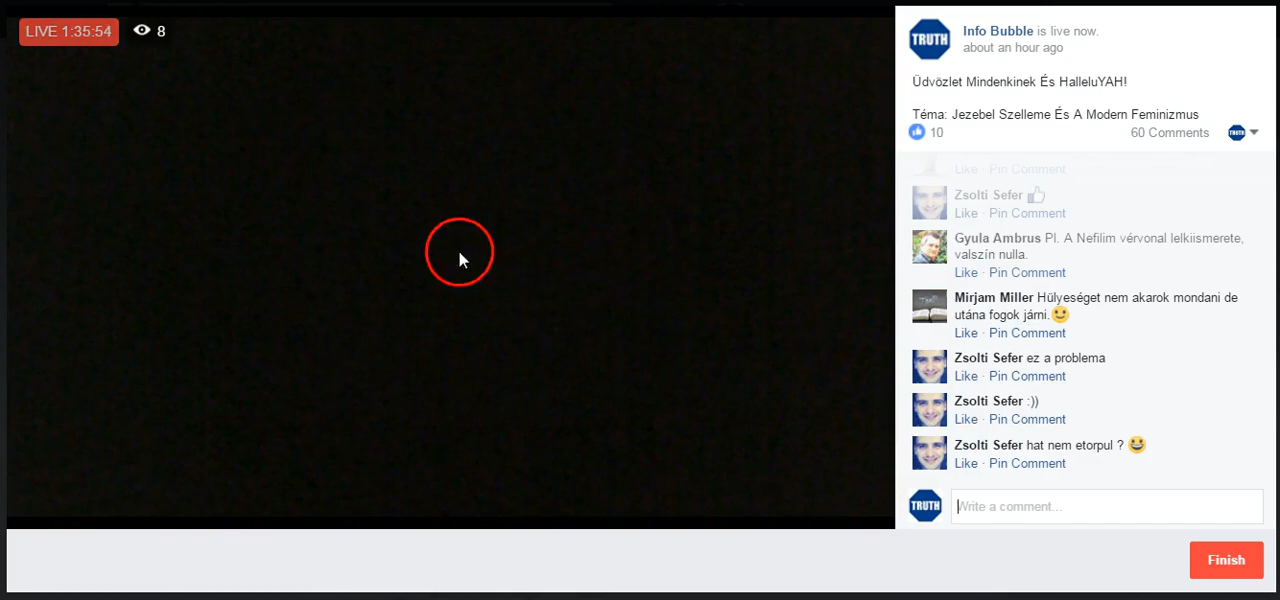 LIVE 1:35:54 8
TRUTH
Info Bubble is live now.
about an hour ago
Üdvözlet Mindenkinek És HalleluYAH!
Téma: Jezebel Szelleme És A Modern Feminizmus
10 60 Comments TRUTH
Like · Pin Comment
Zsolti Sefer
Like · Pin Comment
Gyula Ambrus Pl. A Nefilim vérvonal lelkiismerete,
valszín nulla.
Like · Pin Comment
Mirjam Miller Hülyeséget nem akarok mondani de
utána fogok járni.
Like · Pin Comment
Zsolti Sefer ez a problema
Like · Pin Comment
Zsolti Sefer :))
Like · Pin Comment
Zsolti Sefer hat nem etorpul ?
Like · Pin Comment
TRUTH
Write a comment...
Finish